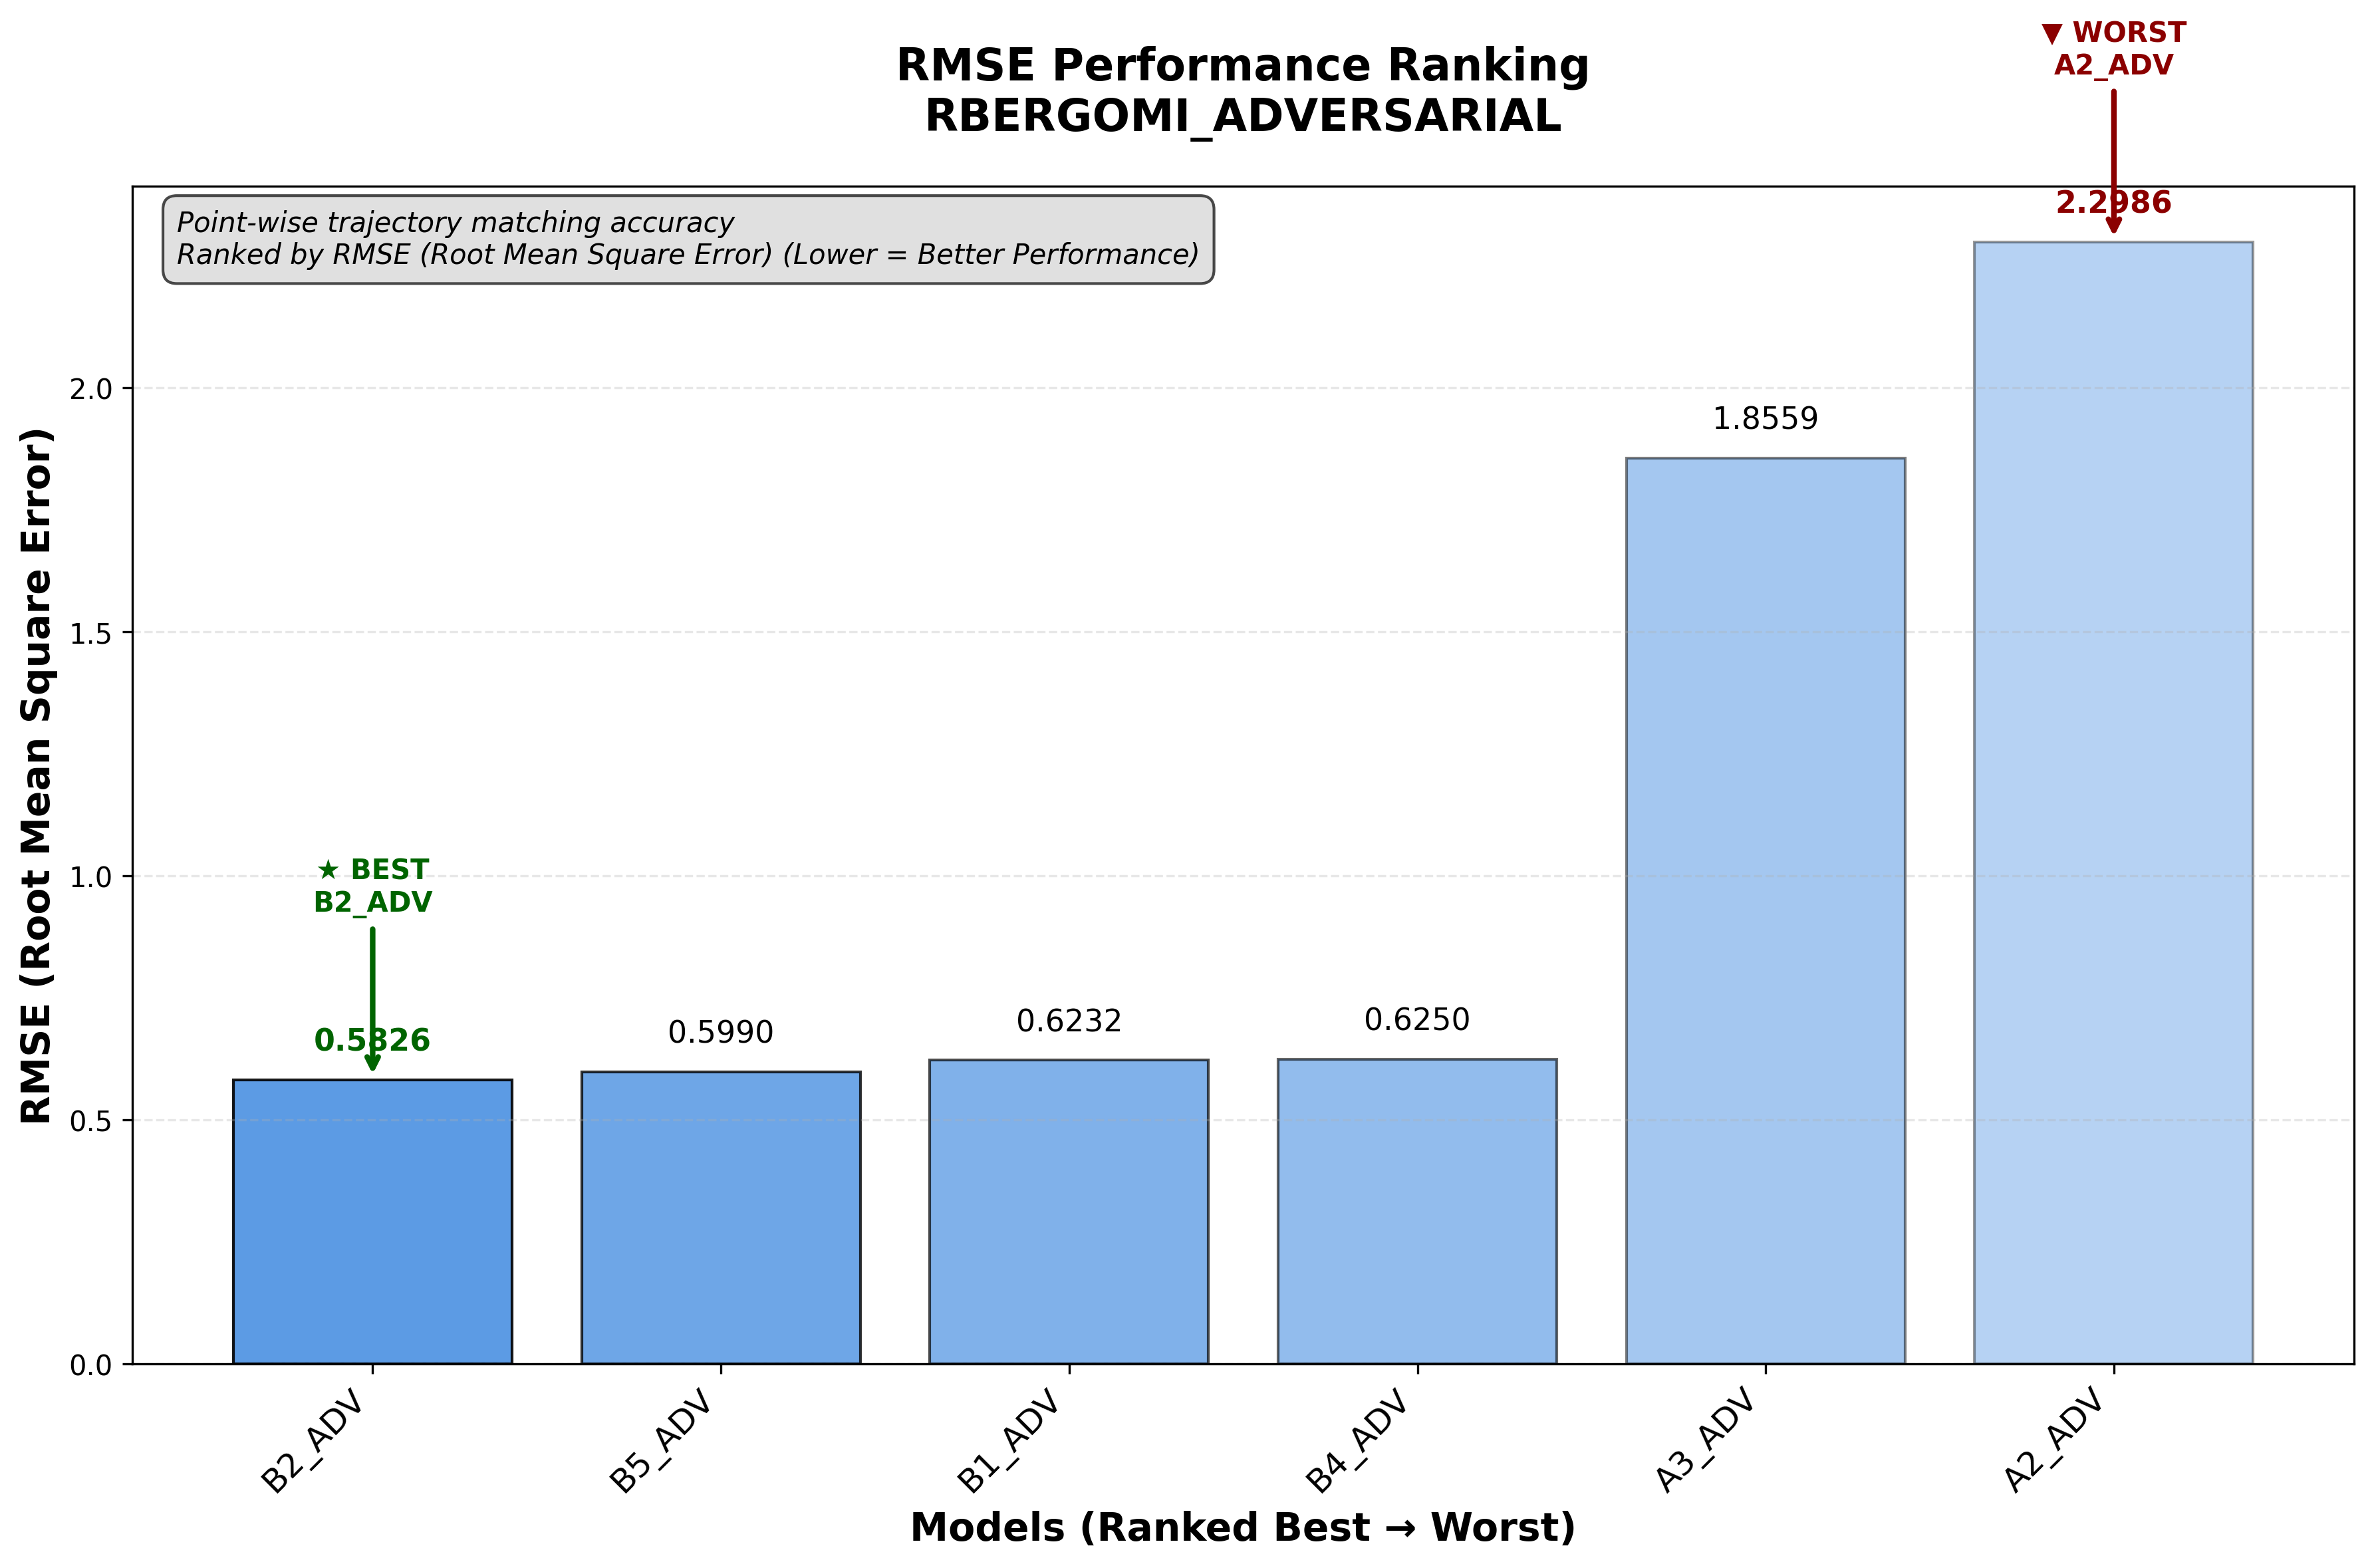 ▼ WORST
A2_ADV
RMSE Performance Ranking
RBERGOMI_ADVERSARIAL
Point-wise trajectory matching accuracy
Ranked by RMSE (Root Mean Square Error) (Lower = Better Performance)
2.2986
1.8559
★ BEST
B2_ADV
0.5826
0.5990
0.6232
0.6250
RMSE (Root Mean Square Error)
2.0
1.5
1.0
0.5
0.0
B2_ADV
B5_ADV
B1_ADV
B4_ADV
A3_ADV
A2_ADV
Models (Ranked Best → Worst)